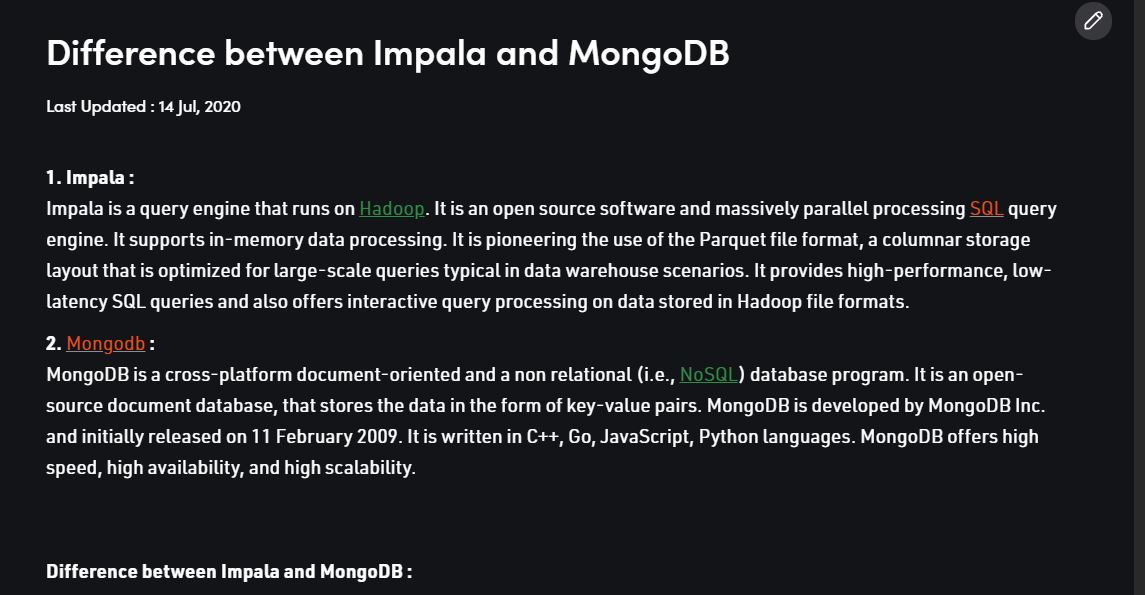 Difference between Impala and MongoDB
Last Updated : 14 Jul, 2020
1. Impala :
Impala is a query engine that runs on Hadoop. It is an open source software and massively parallel processing SQL query
engine. It supports in-memory data processing. It is pioneering the use of the Parquet file format, a columnar storage
layout that is optimized for large-scale queries typical in data warehouse scenarios. It provides high-performance, low-
latency SQL queries and also offers interactive query processing on data stored in Hadoop file formats.
2. Mongodb :
MongoDB is a cross-platform document-oriented and a non relational (i.e., NoSQL) database program. It is an open-
source document database, that stores the data in the form of key-value pairs. MongoDB is developed by MongoDB Inc.
and initially released on 11 February 2009. It is written in C++, Go, JavaScript, Python languages. MongoDB offers high
speed, high availability, and high scalability.
Difference between Impala and MongoDB :